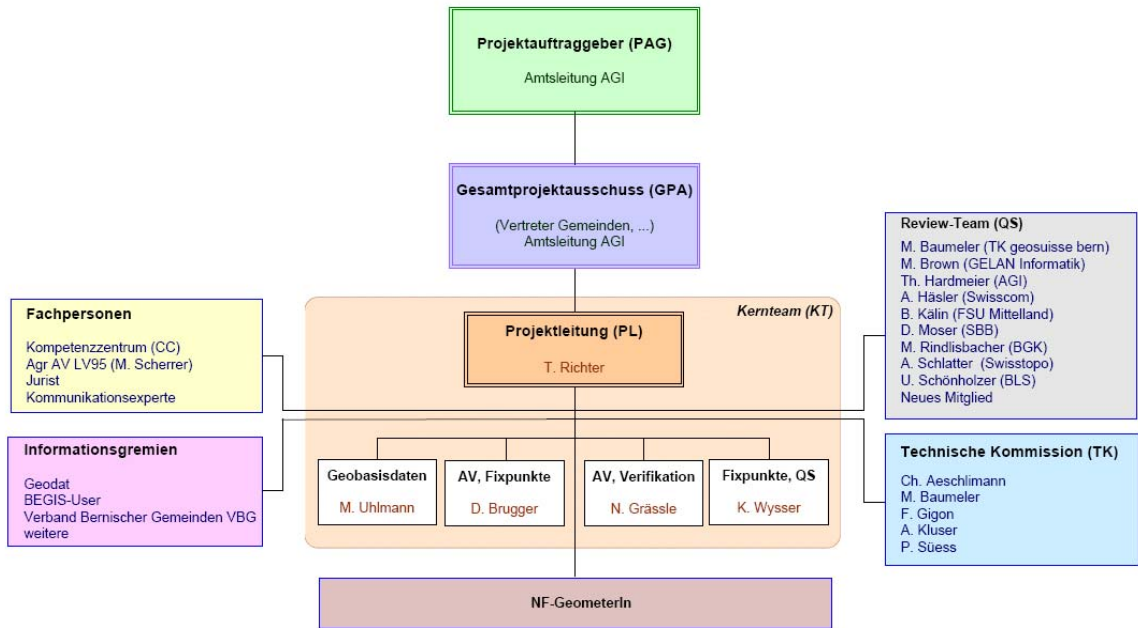 Projektauftraggeber (PAG)
Amtsleitung AGI
Gesamtprojektausschuss (GPA)
(Vertreter Gemeinden, ...)
Amtsleitung AGI
Review-Team (QS)
M. Baumeler (TK geosuisse bern)
M. Brown (GELAN Informatik)
Th. Hardmeier (AGI)
A. Häsler (Swisscom)
B. Kälin (FSU Mittelland)
D. Moser (SBB)
M. Rindlisbacher (BGK)
A. Schlatter (Swisstopo)
U. Schönholzer (BLS)
Neues Mitglied
Fachpersonen
Kompetenzzentrum (CC)
Agr AV LV95 (M. Scherrer)
Jurist
Kommunikationsexperte
Kernteam (KT)
Projektleitung (PL)
T. Richter
Informationsgremien
Geodat
BEGIS-User
Verband Bernischer Gemeinden VBG
weitere
Geobasisdaten
M. Uhlmann
AV, Fixpunkte
D. Brugger
AV, Verifikation
N. Grässle
Fixpunkte, QS
K. Wysser
Technische Kommission (TK)
Ch. Aeschlimann
M. Baumeler
F. Gigon
A. Kluser
P. Süess
NF-GeometerIn